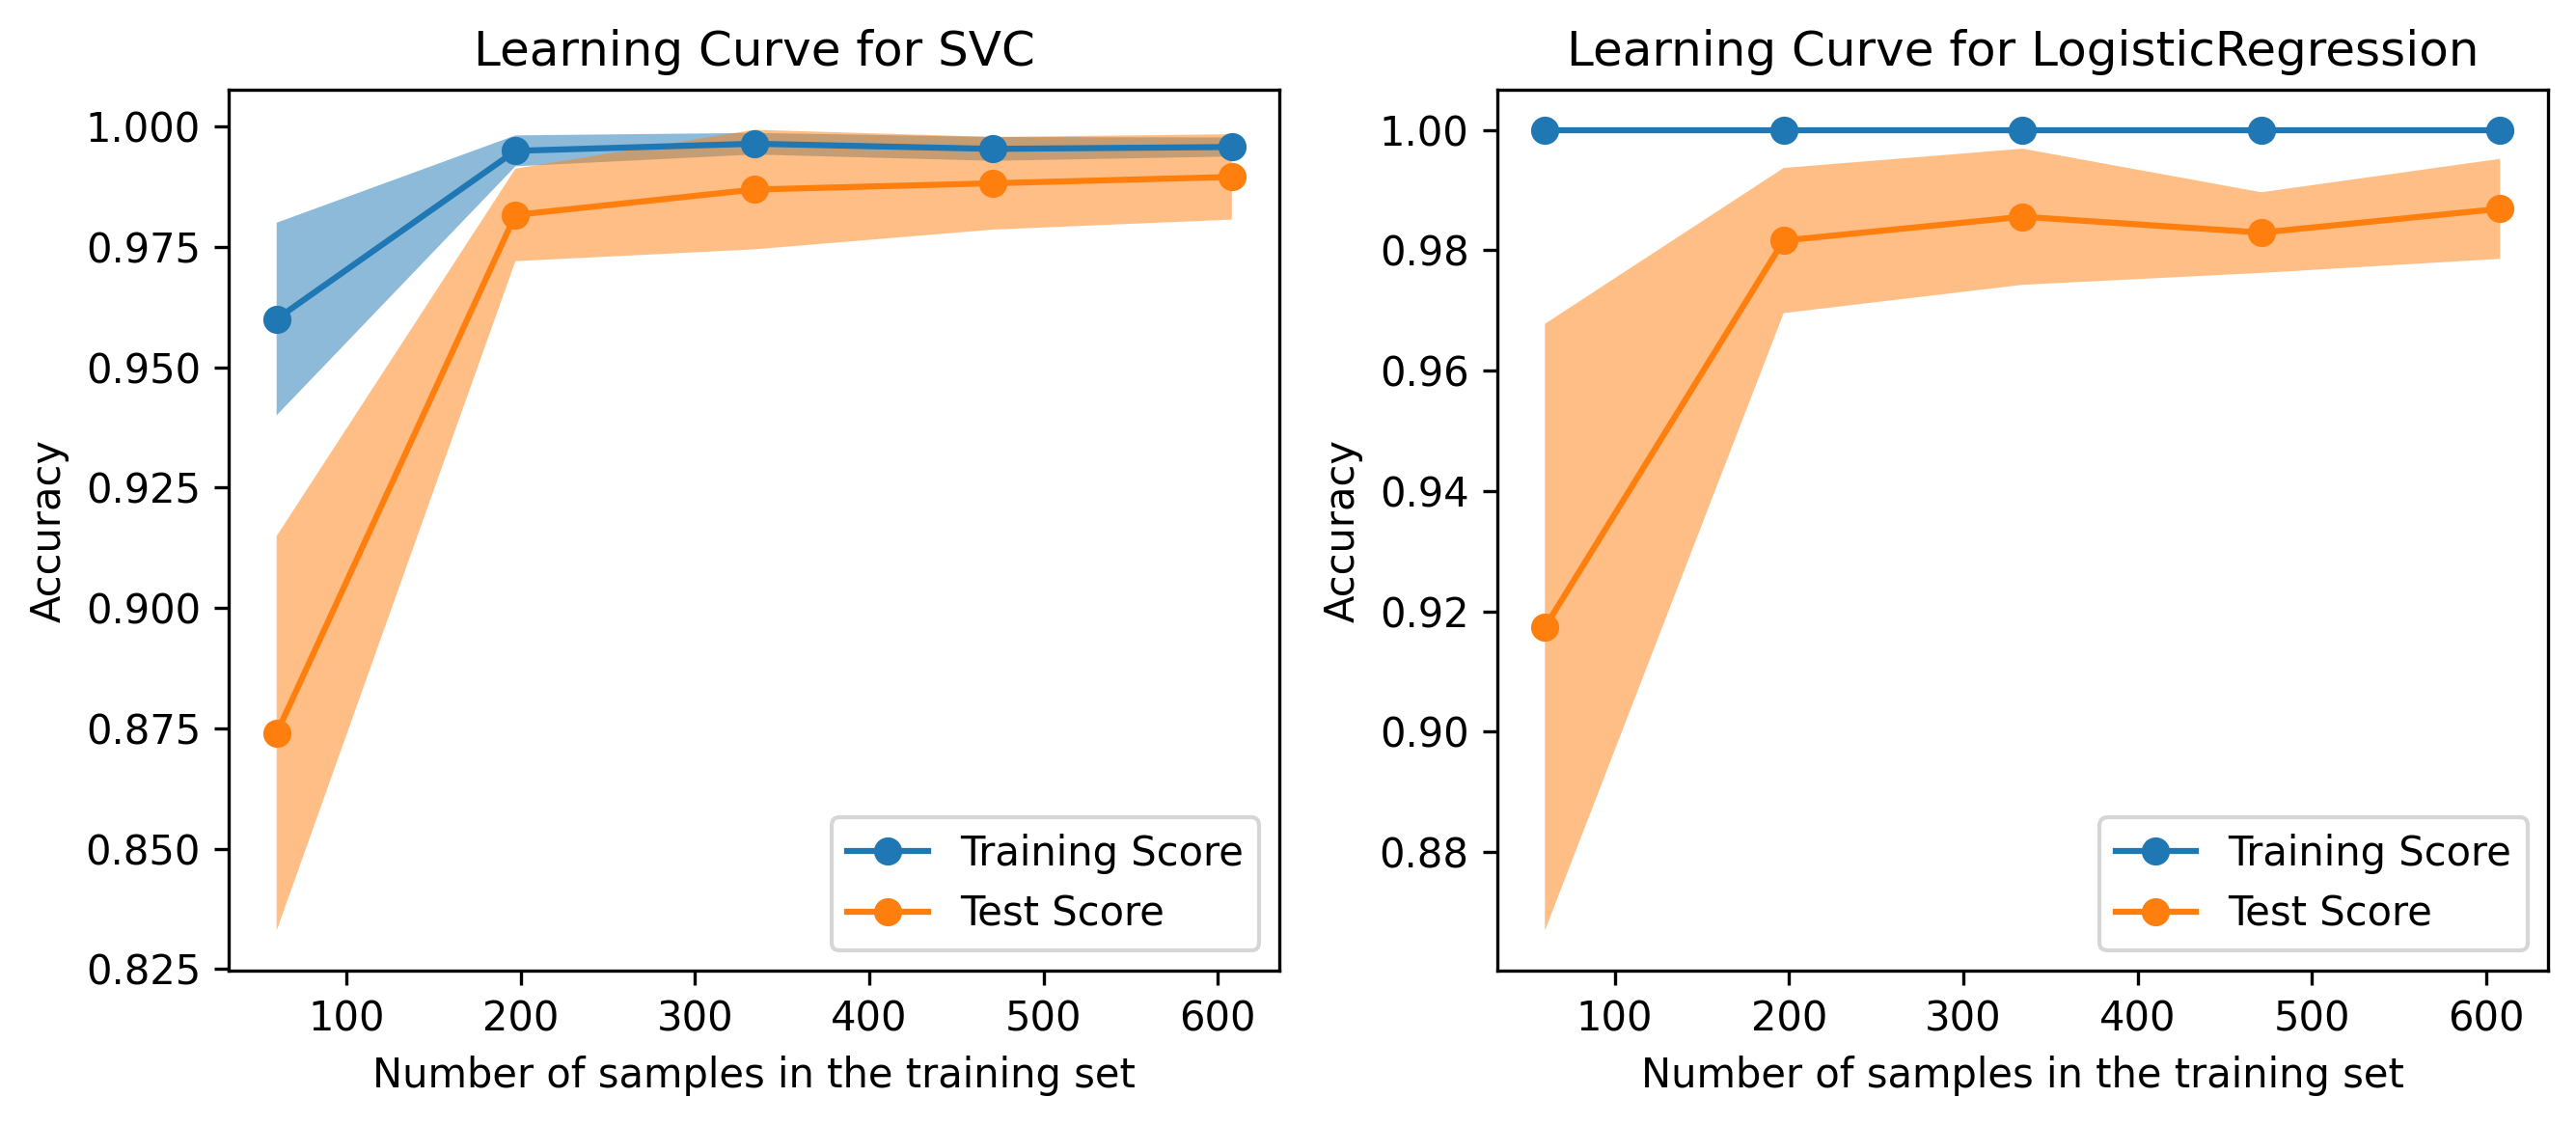 Learning Curve for SVC
1.000
0.975
0.950
0.925
0.900
0.875
0.850
0.825
Accuracy
100 200 300 400 500 600
Number of samples in the training set
Training Score
Test Score
Learning Curve for LogisticRegression
1.00
0.98
0.96
0.94
0.92
0.90
0.88
Accuracy
100 200 300 400 500 600
Number of samples in the training set
Training Score
Test Score